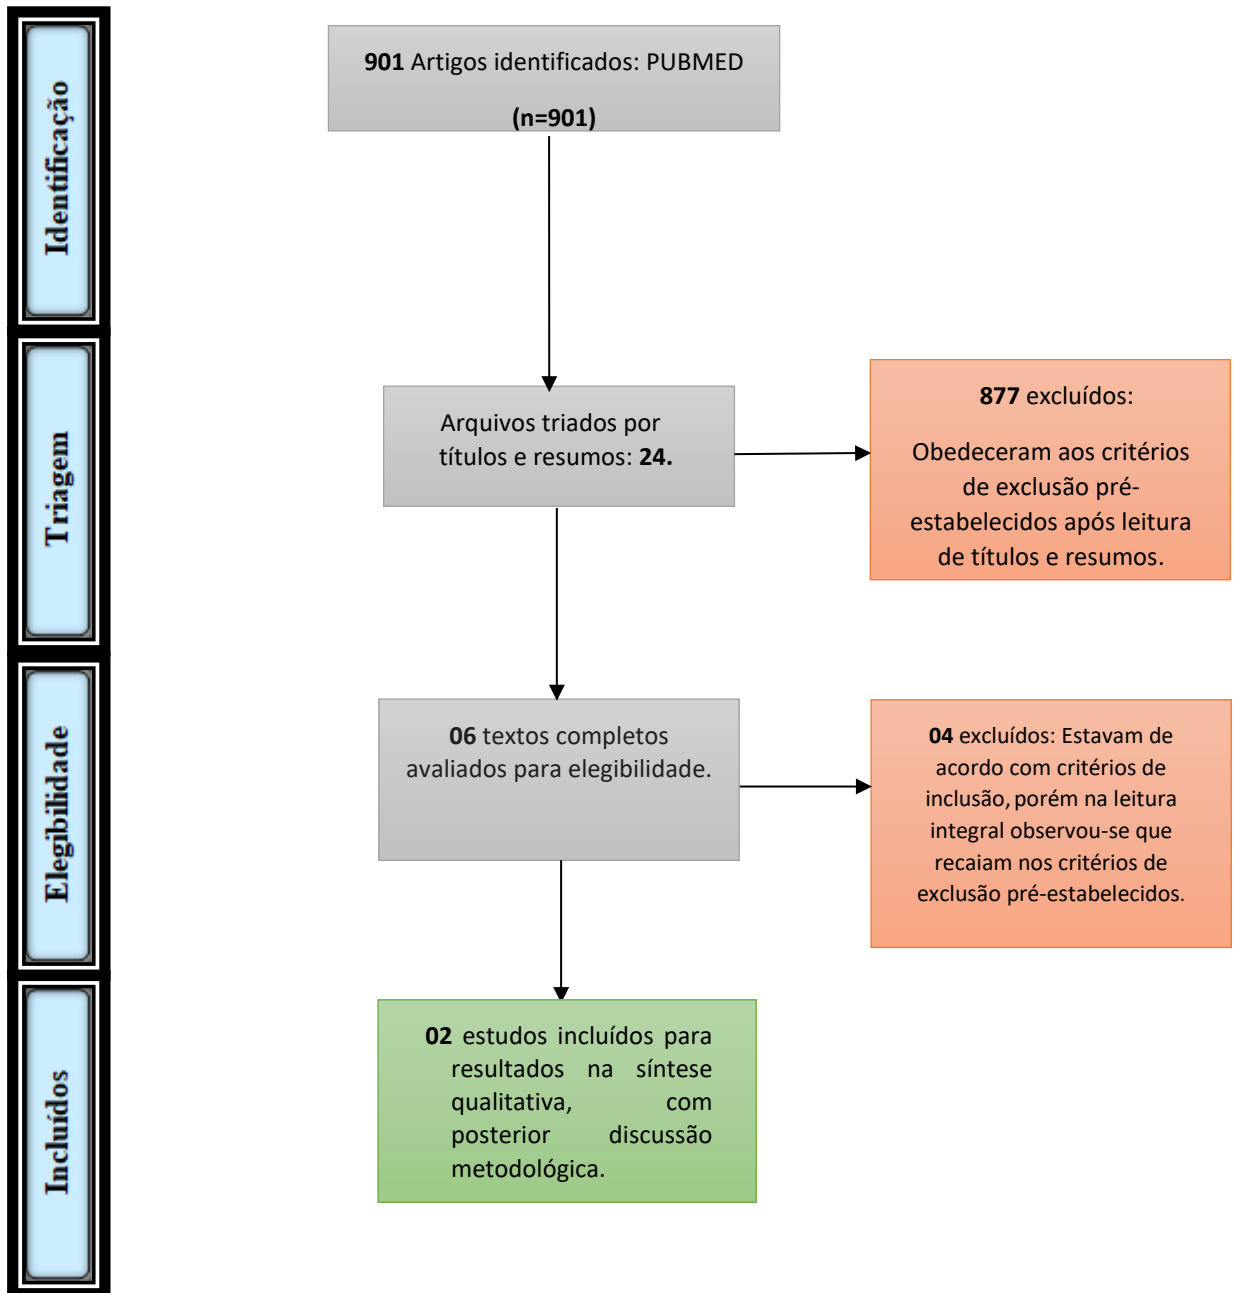 Identificação
901 Artigos identificados: PUBMED
(n=901)
Triagem
Arquivos triados por
títulos e resumos: 24.
877 excluídos:
Obedeceram aos critérios
de exclusão pré-
estabelecidos após leitura
de títulos e resumos.
Elegibilidade
06 textos completos
avaliados para elegibilidade.
04 excluídos: Estavam de
acordo com critérios de
inclusão, porém na leitura
integral observou-se que
recaiam nos critérios de
exclusão pré-estabelecidos.
Incluídos
02 estudos incluídos para
resultados na síntese
qualitativa, com
posterior discussão
metodológica.